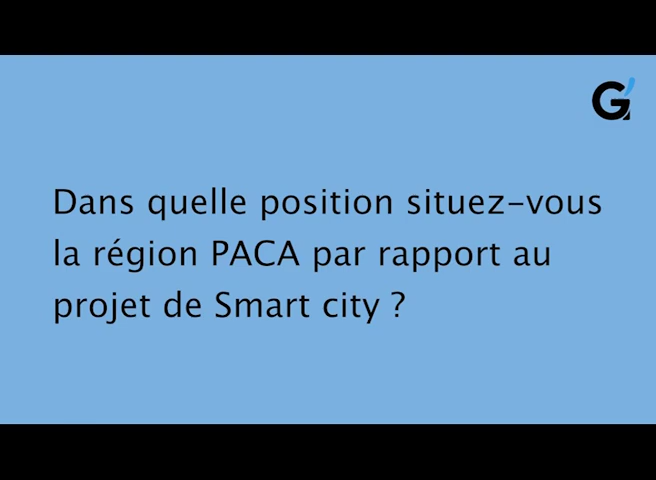 G'
Dans quelle position situez-vous
la région PACA par rapport au
projet de Smart city ?